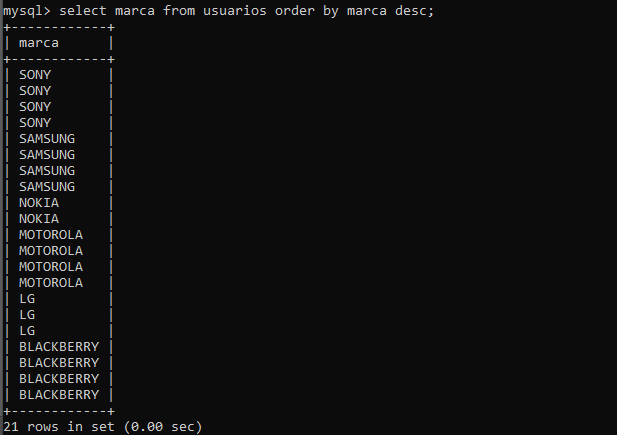 mysql> select marca from usuarios order by marca desc;
+------------+
| marca      |
+------------+
| SONY       |
| SONY       |
| SONY       |
| SONY       |
| SAMSUNG    |
| SAMSUNG    |
| SAMSUNG    |
| SAMSUNG    |
| NOKIA      |
| NOKIA      |
| MOTOROLA   |
| MOTOROLA   |
| MOTOROLA   |
| MOTOROLA   |
| LG         |
| LG         |
| LG         |
| BLACKBERRY |
| BLACKBERRY |
| BLACKBERRY |
| BLACKBERRY |
+------------+
21 rows in set (0.00 sec)